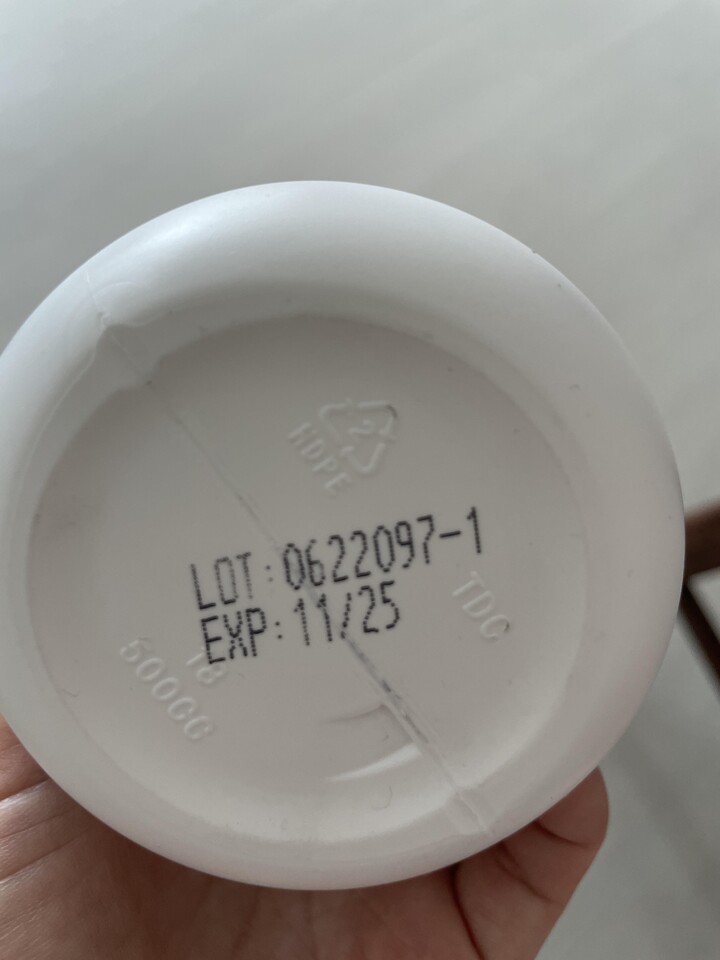 2
HDPE
LOT: 0622097-1
EXP: 11/25
TDC
18
500CC